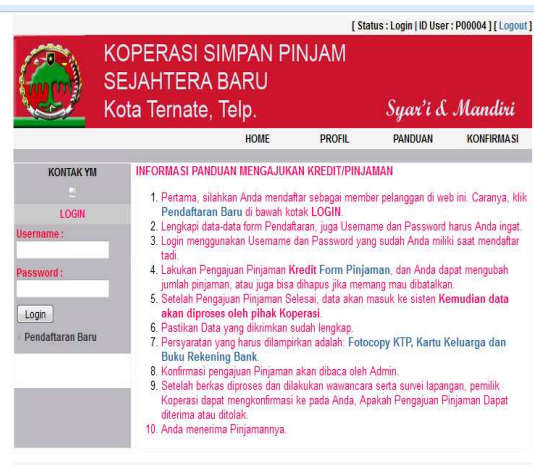 [ Status : Login | ID User : P00004 ] [ Logout ]
KOPERASI SIMPAN PINJAM
SEJAHTERA BARU
Kota Ternate, Telp.
Syar'i & Mandiri
HOME PROFIL PANDUAN KONFIRMASI
KONTAK YM
LOGIN
Username :
Password :
Login
Pendaftaran Baru
INFORMASI PANDUAN MENGAJUKAN KREDIT/PINJAMAN
1. Pertama, silahkan Anda mendaftar sebagai member pelanggan di web ini. Caranya, klik
Pendaftaran Baru di bawah kotak LOGIN.
2. Lengkapi data-data form Pendaftaran, juga Username dan Password harus Anda ingat.
3. Login menggunakan Username dan Password yang sudah Anda miliki saat mendaftar
tadi.
4. Lakukan Pengajuan Pinjaman Kredit Form Pinjaman, dan Anda dapat mengubah
jumlah pinjaman, atau juga bisa dihapus jika memang mau dibatalkan.
5. Setelah Pengajuan Pinjaman Selesai, data akan masuk ke sisten Kemudian data
akan diproses oleh pihak Koperasi.
6. Pastikan Data yang dikrimkan sudah lengkap.
7. Persyaratan yang harus dilampirkan adalah: Fotocopy KTP, Kartu Keluarga dan
Buku Rekening Bank.
8. Konfirmasi pengajuan Pinjaman akan dibaca oleh Admin.
9. Setelah berkas diproses dan dilakukan wawancara serta survei lapangan, pemilik
Koperasi dapat mengkonfirmasi ke pada Anda, Apakah Pengajuan Pinjaman Dapat
diterima atau ditolak.
10. Anda menerima Pinjamannya.